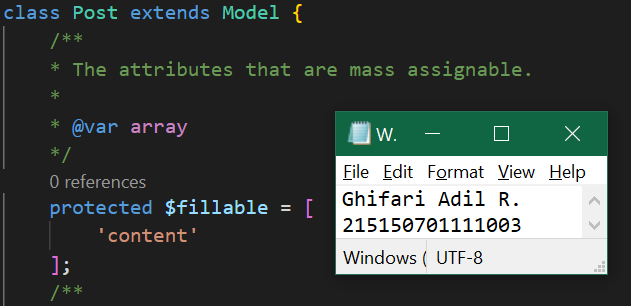 class Post extends Model {
/**
* The attributes that are mass assignable.
*
* @var array
*/
0 references
protected $fillable = [
'content'
];
/**
W.
File Edit Format View Help
Ghifari Adil R.
215150701111003
Windows ( UTF-8